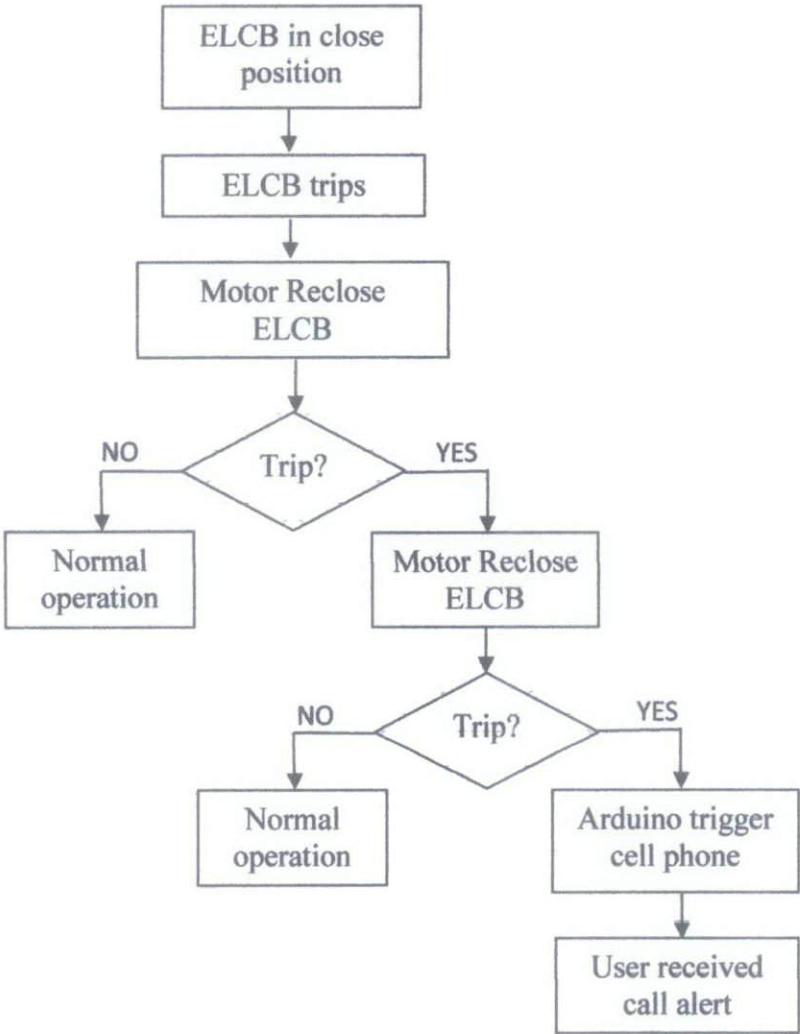 ELCB in close
position
ELCB trips
Motor Reclose
ELCB
Trip?
NO
YES
Normal
operation
Motor Reclose
ELCB
Trip?
NO
YES
Normal
operation
Arduino trigger
cell phone
User received
call alert